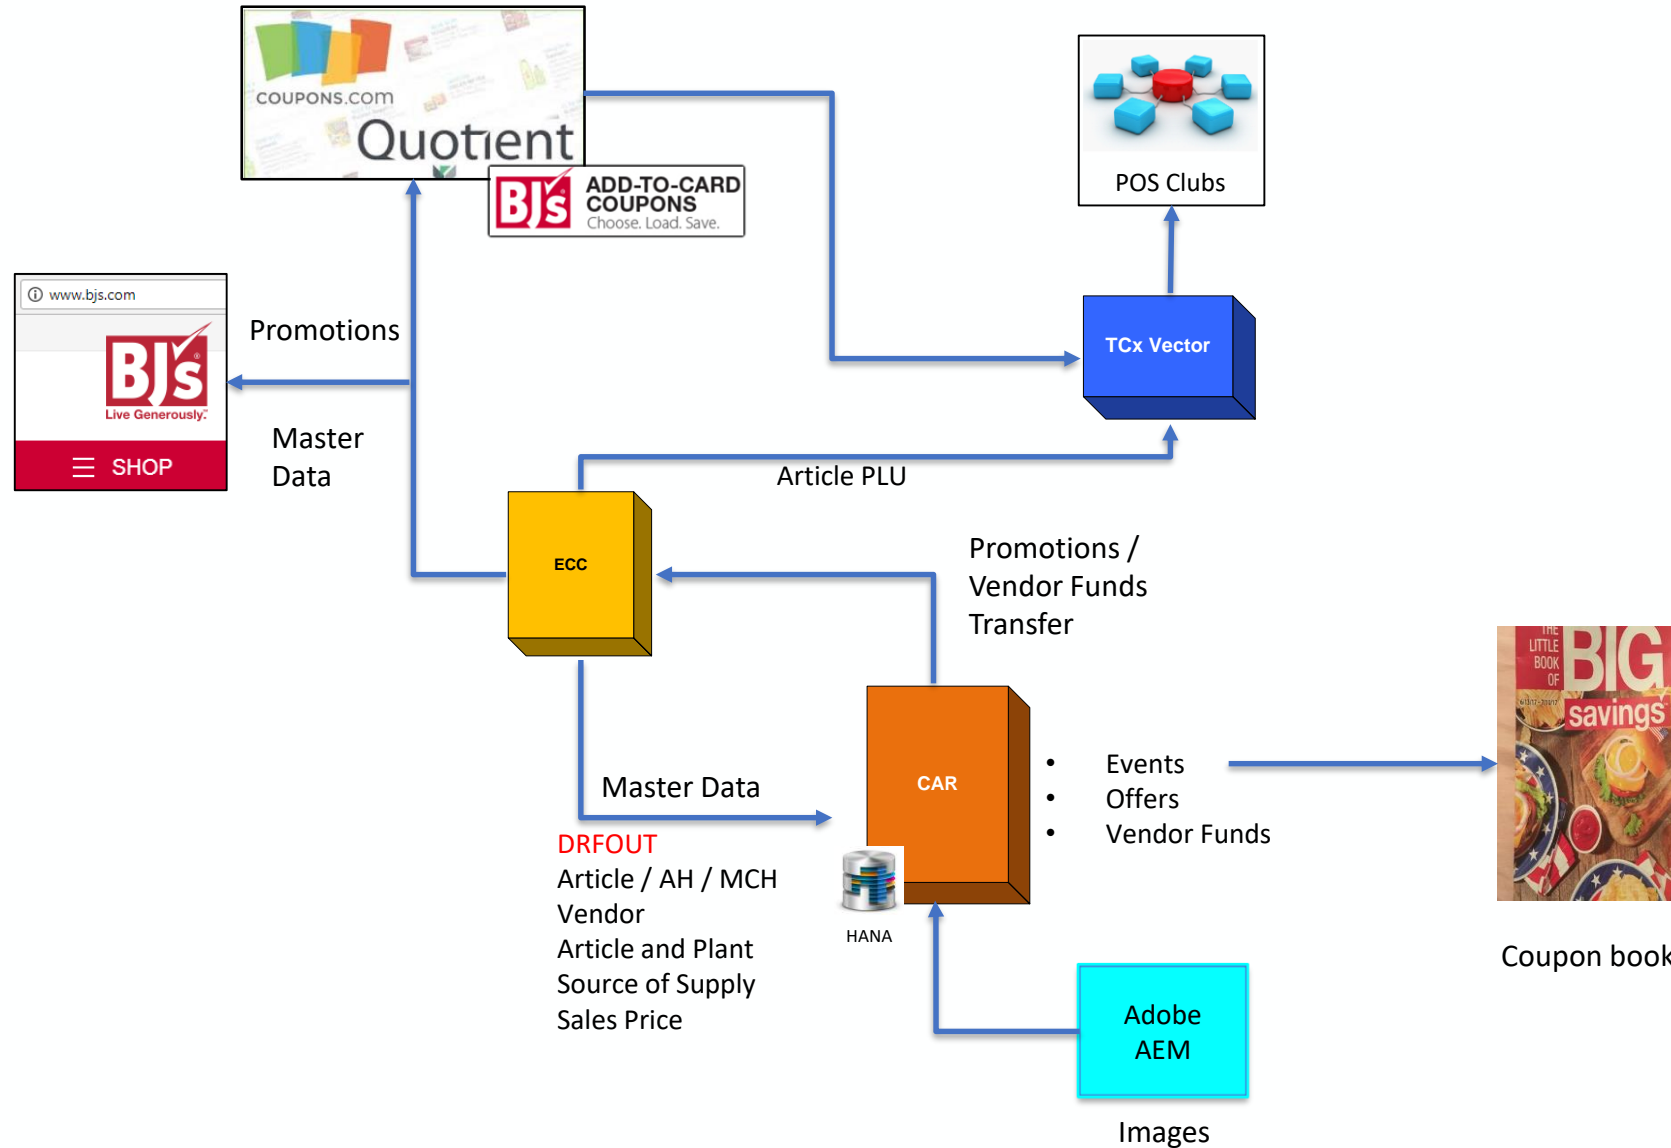 COUPONS.com
Quotient
BJ's
ADD-TO-CARD
COUPONS
Choose. Load. Save.
POS Clubs
www.bjs.com
BJ's
Live Generously.
SHOP
Promotions
Master
Data
TCx Vector
Article PLU
ECC
Promotions /
Vendor Funds
Transfer
Master Data
DRFOUT
Article / AH / MCH
Vendor
Article and Plant
Source of Supply
Sales Price
CAR
HANA
• Events
• Offers
• Vendor Funds
THE
LITTLE
BOOK
OF
BIG
savings
Coupon book
Adobe
AEM
Images